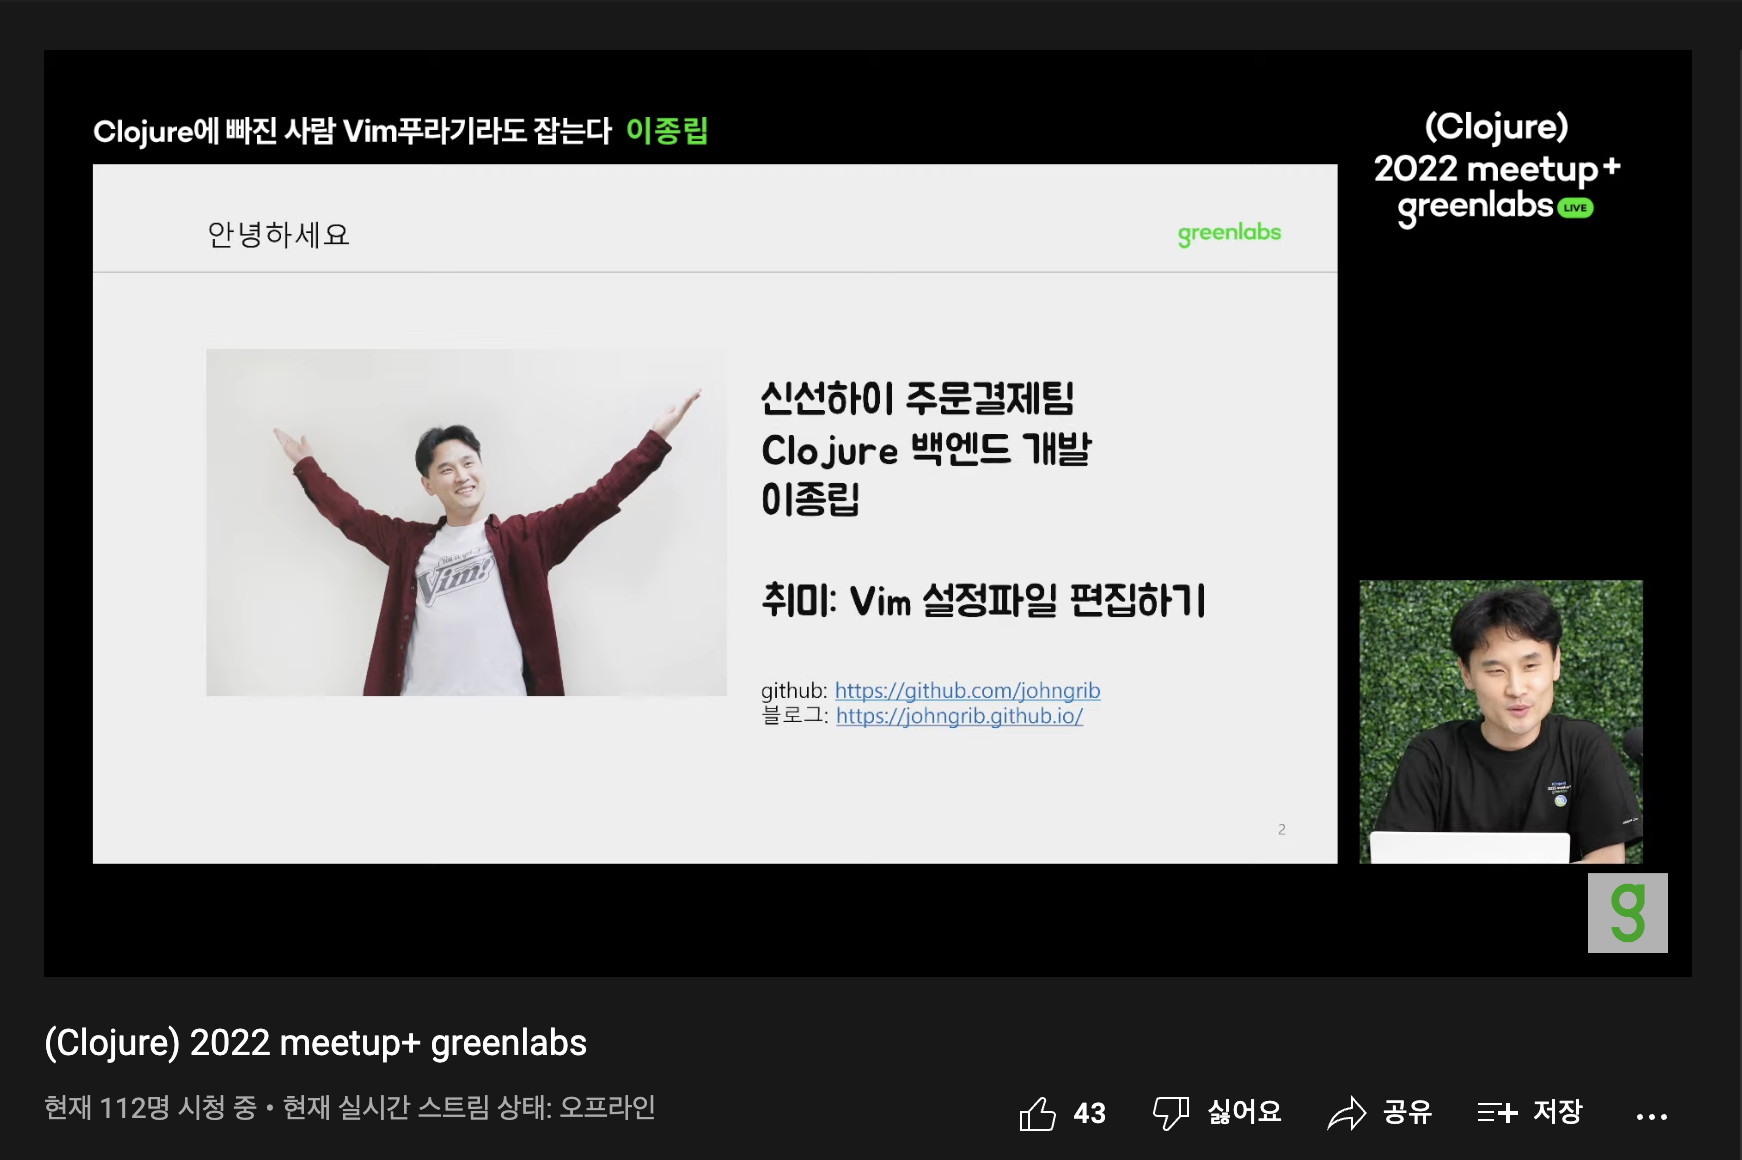 Clojure에 빠진 사람 Vim푸라기라도 잡는다 이종립
(Clojure)
2022 meetup+
greenlabs LIVE
안녕하세요
greenlabs
Vim!
신선하이 주문결제팀
Clojure 백엔드 개발
이종립
취미: Vim 설정파일 편집하기
github: https://github.com/johngrib
블로그: https://johngrib.github.io/
2
g
(Clojure) 2022 meetup+ greenlabs
현재 112명 시청 중 • 현재 실시간 스트림 상태: 오프라인
43 싫어요 공유 저장